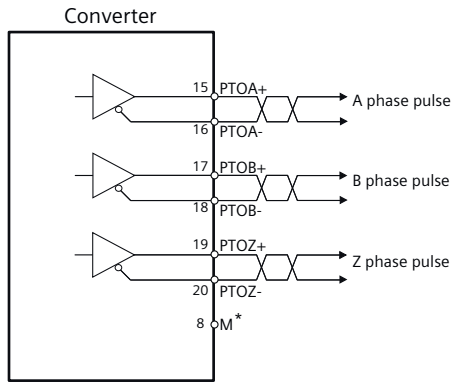 Converter
15 PTOA+
A phase pulse
16 PTOA-
17 PTOB+
B phase pulse
18 PTOB-
19 PTOZ+
Z phase pulse
20 PTOZ-
8 M*